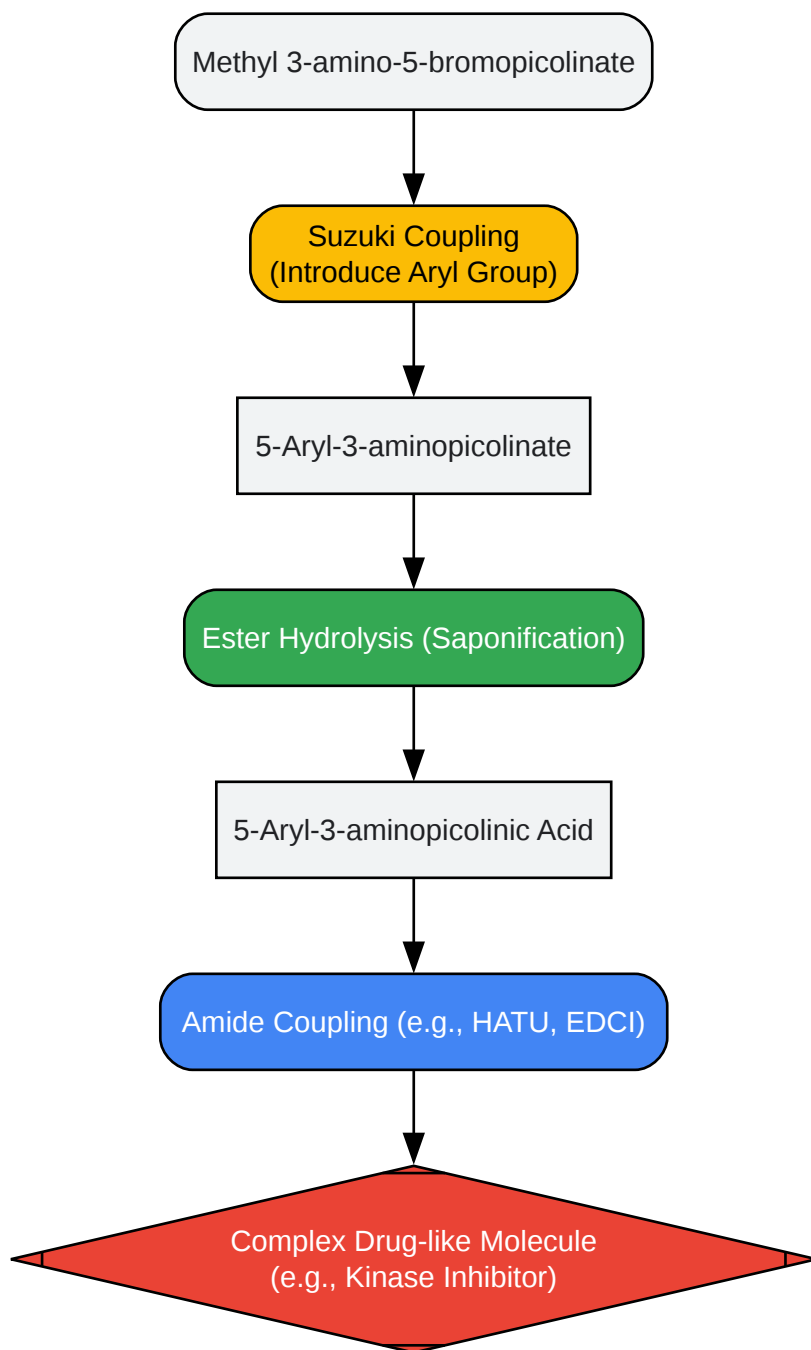 Methyl 3-amino-5-bromopicolinate
Suzuki Coupling
(Introduce Aryl Group)
5-Aryl-3-aminopicolinate
Ester Hydrolysis (Saponification)
5-Aryl-3-aminopicolinic Acid
Amide Coupling (e.g., HATU, EDCI)
Complex Drug-like Molecule
(e.g., Kinase Inhibitor)